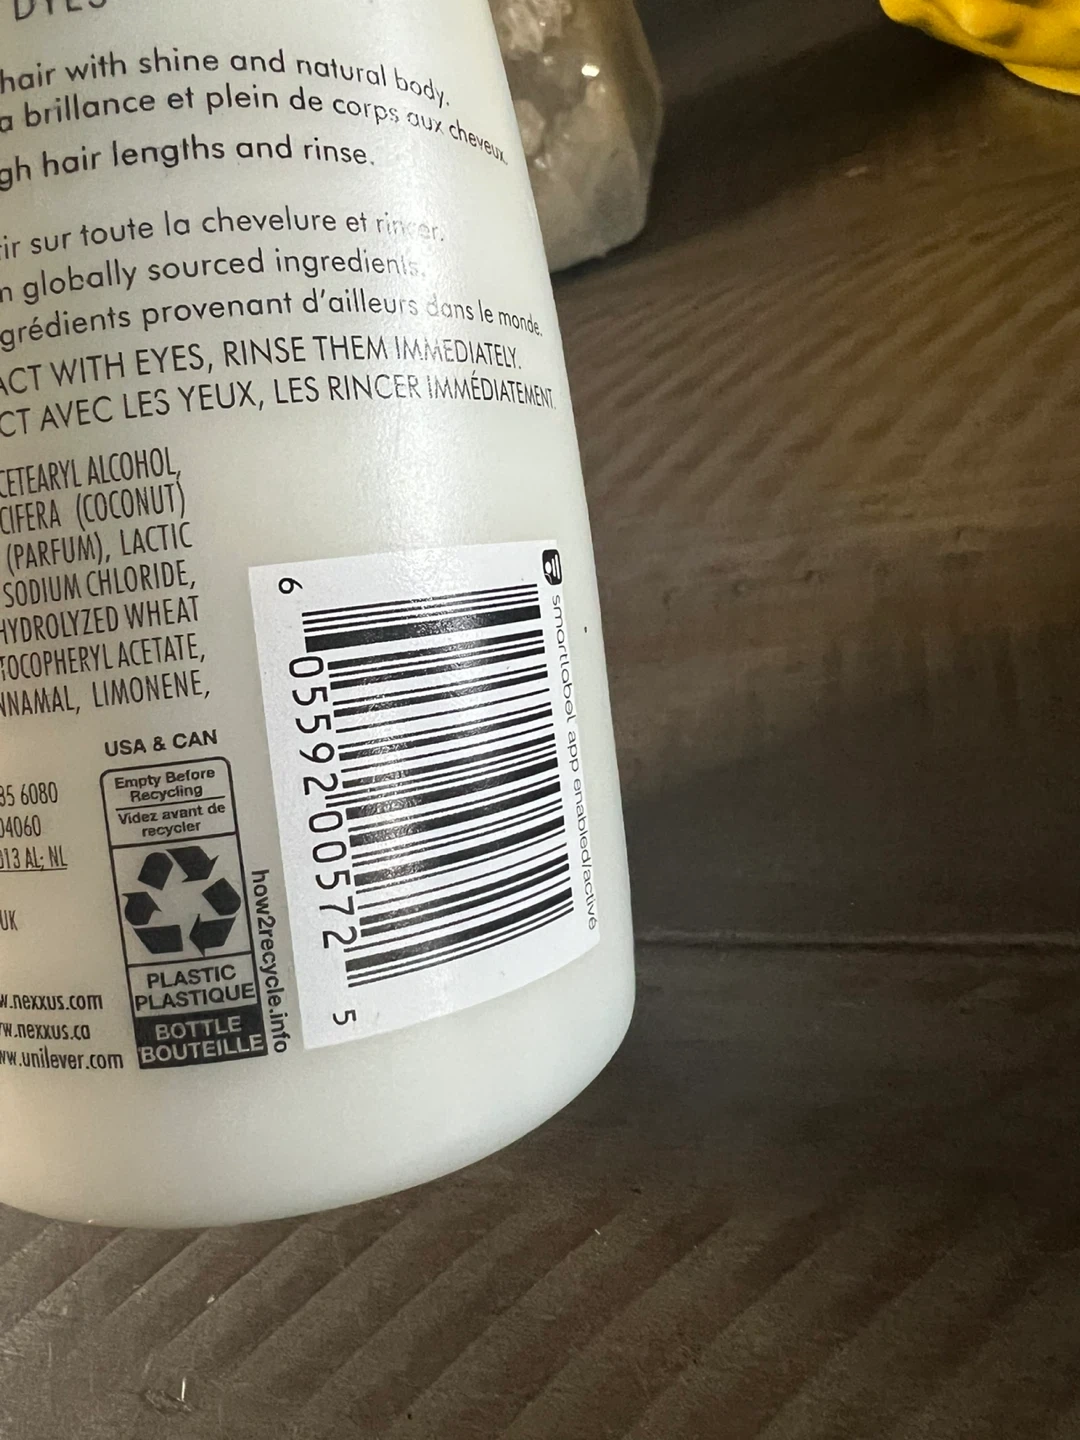 DYES
hair with shine and natural body.
a brillance et plein de corps aux cheveux.
gh hair lengths and rinse.
ir sur toute la chevelure et rincer.
m globally sourced ingredients.
grédients provenant d'ailleurs dans le monde.
ACT WITH EYES, RINSE THEM IMMEDIATELY.
CT AVEC LES YEUX, LES RINCER IMMÉDIATEMENT.
CETEARYL ALCOHOL,
CIFERA (COCONUT)
(PARFUM), LACTIC
SODIUM CHLORIDE,
HYDROLYZED WHEAT
TOCOPHERYL ACETATE,
NNAMAL, LIMONENE,
USA & CAN
Empty Before
Recycling
Videz avant de
recycler
PLASTIC
PLASTIQUE
BOTTLE
BOUTEILLE
how2recycle.info
35 6080
04060
013 AL; NL
UK
w.nexxus.com
w.nexxus.ca
ww.unilever.com
6 05592 00572 5
smartlabel app enabled/activé